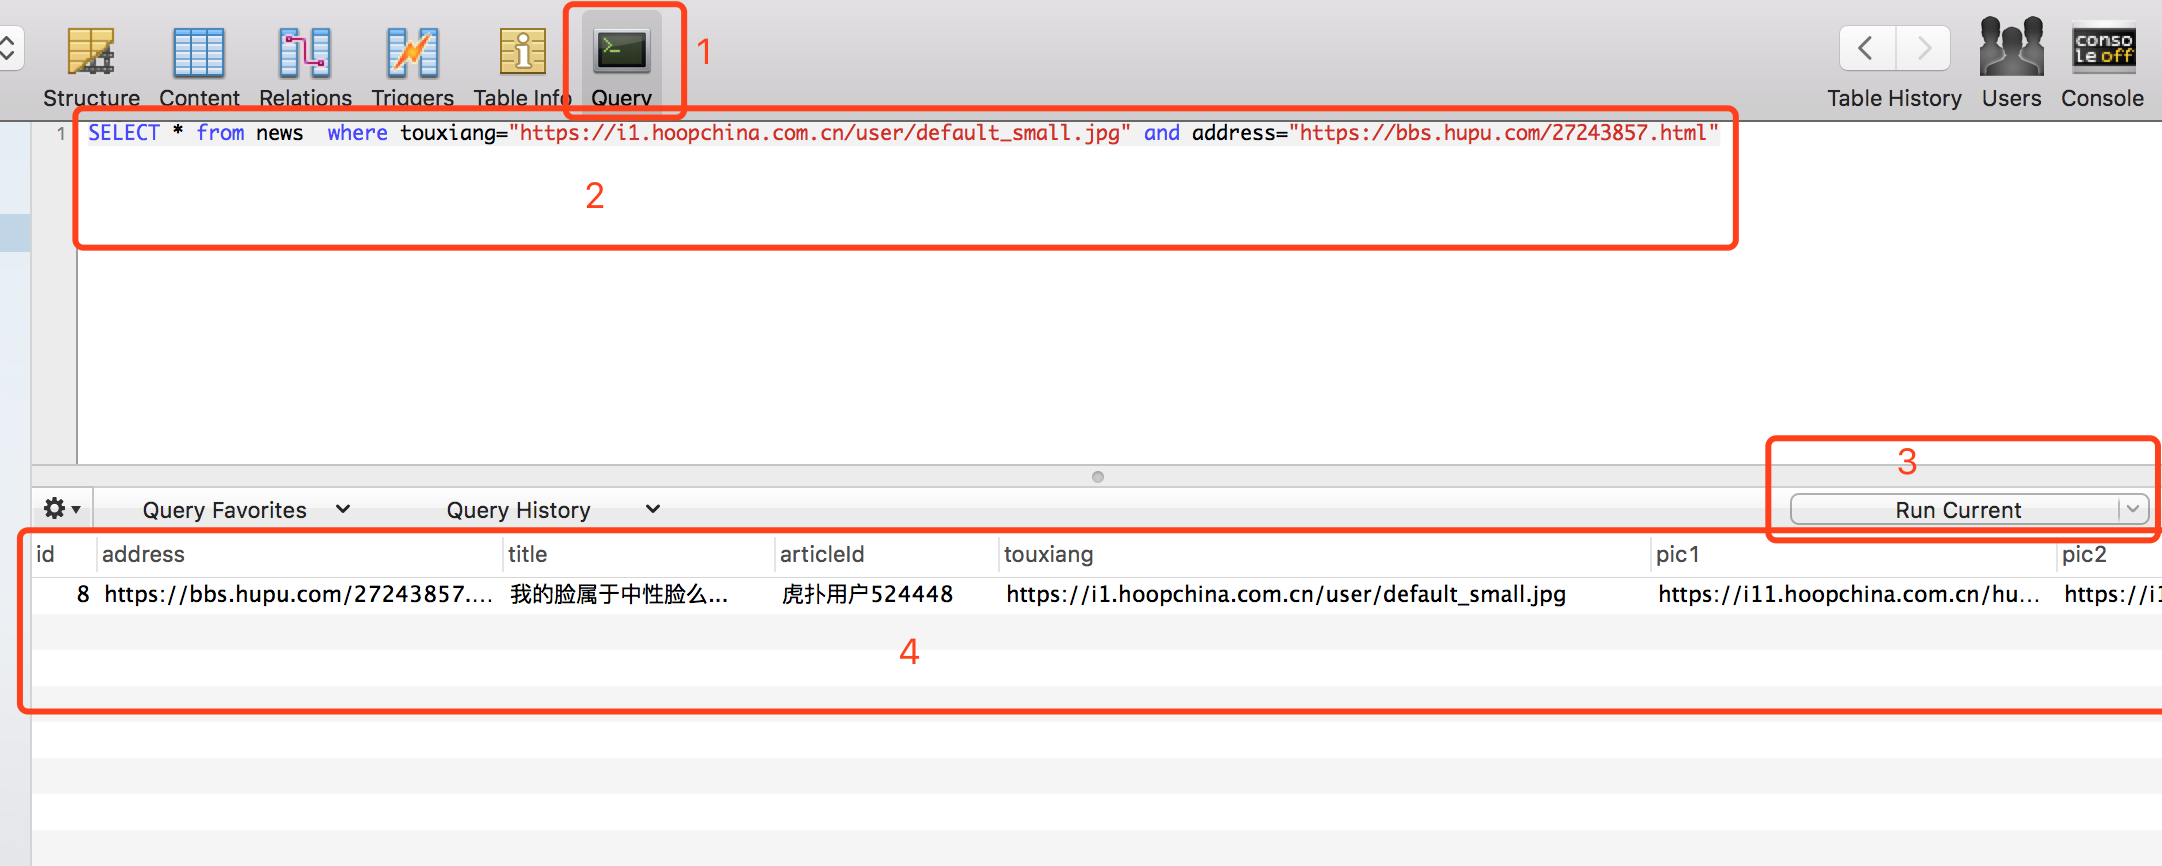 Structure Content Relations Triggers Table Info Query 1 Table History Users Console
console off
1 SELECT * from news  where touxiang="https://i1.hoopchina.com.cn/user/default_small.jpg" and address="https://bbs.hupu.com/27243857.html"
2
3
Query Favorites Query History Run Current
id address title articleId touxiang pic1 pic2
8 https://bbs.hupu.com/27243857.... 我的脸属于中性脸么... 虎扑用户524448 https://i1.hoopchina.com.cn/user/default_small.jpg https://i11.hoopchina.com.cn/hu... https://i1
4